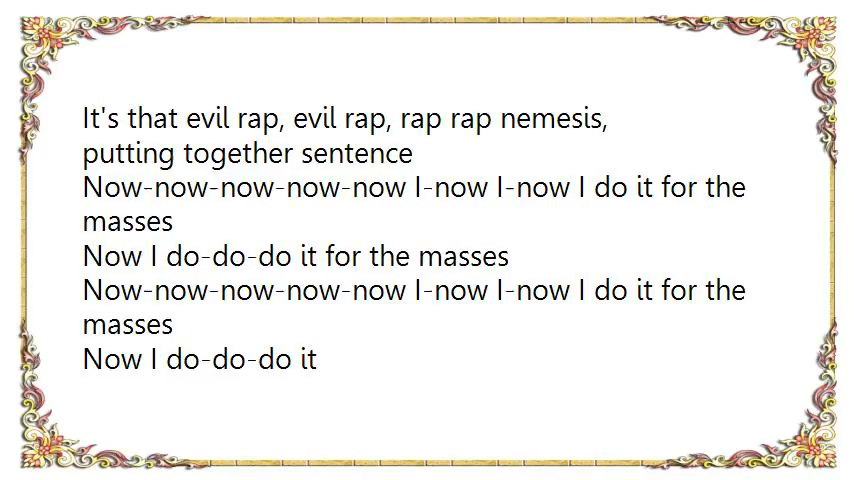 It's that evil rap, evil rap, rap rap nemesis,
putting together sentence
Now-now-now-now-now I-now I-now I do it for the
masses
Now I do-do-do it for the masses
Now-now-now-now-now I-now I-now I do it for the
masses
Now I do-do-do it